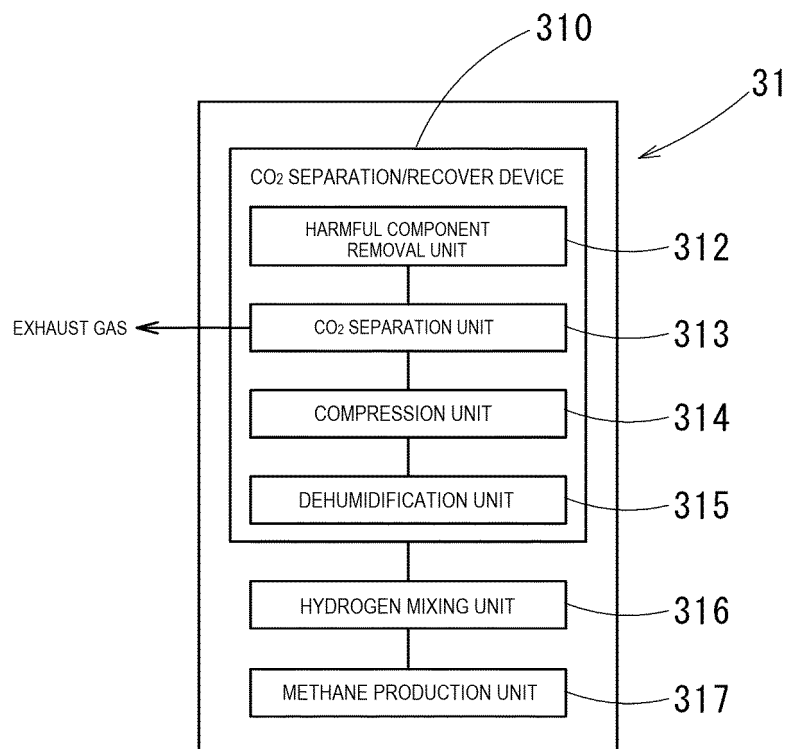 310
31
CO₂ SEPARATION/RECOVER DEVICE
HARMFUL COMPONENT
REMOVAL UNIT
312
EXHAUST GAS
CO₂ SEPARATION UNIT
313
COMPRESSION UNIT
314
DEHUMIDIFICATION UNIT
315
HYDROGEN MIXING UNIT
316
METHANE PRODUCTION UNIT
317